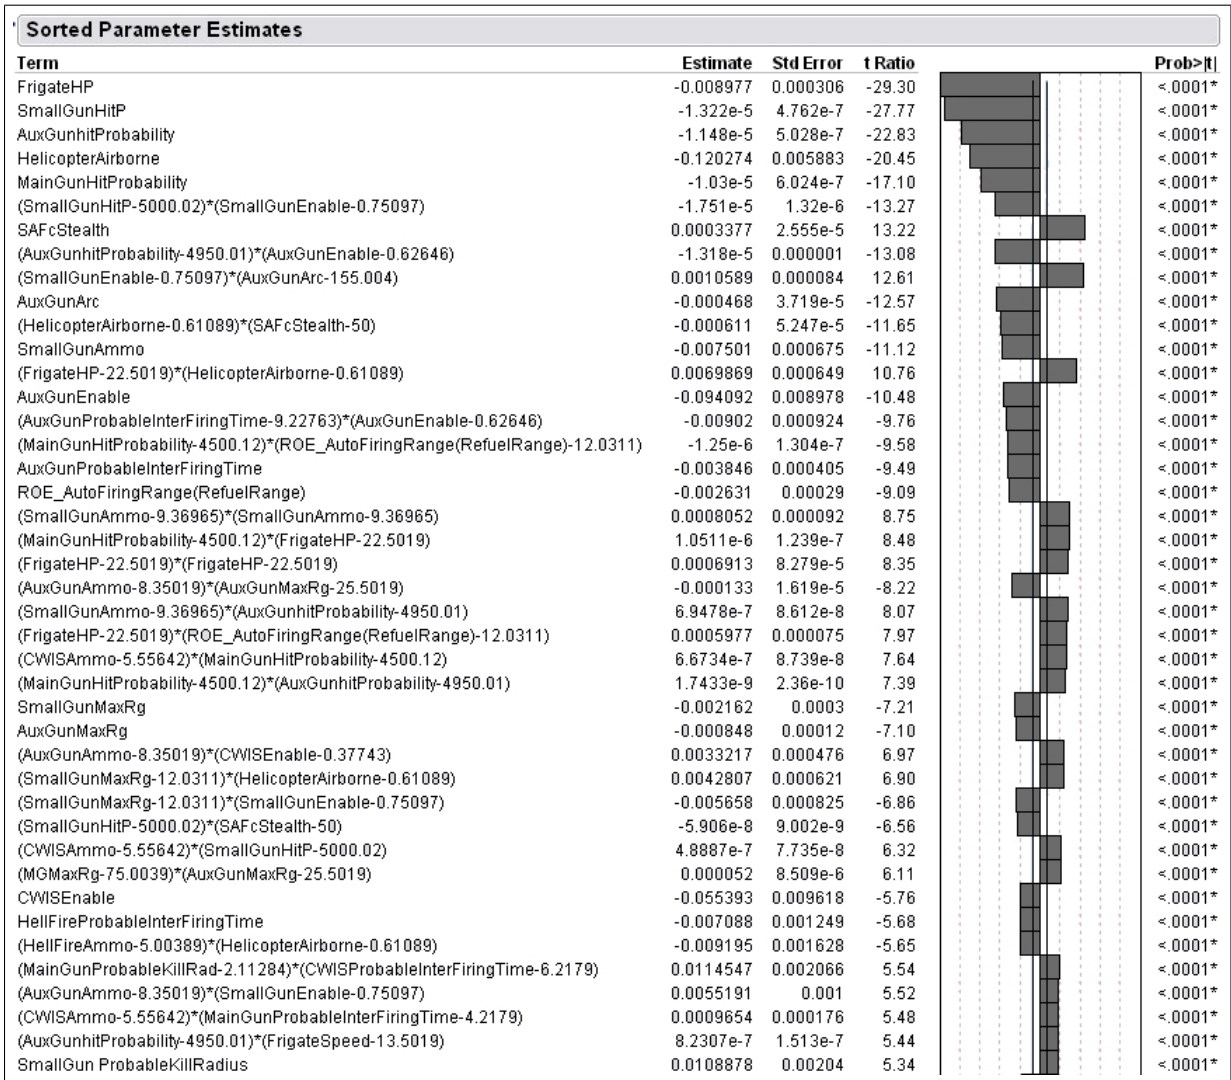 Sorted Parameter Estimates
Term Estimate Std Error t Ratio Prob>|t|
FrigateHP -0.008977 0.000306 -29.30 <.0001*
SmallGunHitP -1.322e-5 4.762e-7 -27.77 <.0001*
AuxGunhitProbability -1.148e-5 5.028e-7 -22.83 <.0001*
HelicopterAirborne -0.120274 0.005883 -20.45 <.0001*
MainGunHitProbability -1.03e-5 6.024e-7 -17.10 <.0001*
(SmallGunHitP-5000.02)*(SmallGunEnable-0.75097) -1.751e-5 1.32e-6 -13.27 <.0001*
SAFcStealth 0.0003377 2.555e-5 13.22 <.0001*
(AuxGunhitProbability-4950.01)*(AuxGunEnable-0.62646) -1.318e-5 0.000001 -13.08 <.0001*
(SmallGunEnable-0.75097)*(AuxGunArc-155.004) 0.0010589 0.000084 12.61 <.0001*
AuxGunArc -0.000468 3.719e-5 -12.57 <.0001*
(HelicopterAirborne-0.61089)*(SAFcStealth-50) -0.000611 5.247e-5 -11.65 <.0001*
SmallGunAmmo -0.007501 0.000675 -11.12 <.0001*
(FrigateHP-22.5019)*(HelicopterAirborne-0.61089) 0.0069869 0.000649 10.76 <.0001*
AuxGunEnable -0.094092 0.008978 -10.48 <.0001*
(AuxGunProbableInterFiringTime-9.22763)*(AuxGunEnable-0.62646) -0.00902 0.000924 -9.76 <.0001*
(MainGunHitProbability-4500.12)*(ROE_AutoFiringRange(RefuelRange)-12.0311) -1.25e-6 1.304e-7 -9.58 <.0001*
AuxGunProbableInterFiringTime -0.003846 0.000405 -9.49 <.0001*
ROE_AutoFiringRange(RefuelRange) -0.002631 0.00029 -9.09 <.0001*
(SmallGunAmmo-9.36965)*(SmallGunAmmo-9.36965) 0.0008052 0.000092 8.75 <.0001*
(MainGunHitProbability-4500.12)*(FrigateHP-22.5019) 1.0511e-6 1.239e-7 8.48 <.0001*
(FrigateHP-22.5019)*(FrigateHP-22.5019) 0.0006913 8.279e-5 8.35 <.0001*
(AuxGunAmmo-8.35019)*(AuxGunMaxRg-25.5019) -0.000133 1.619e-5 -8.22 <.0001*
(SmallGunAmmo-9.36965)*(AuxGunhitProbability-4950.01) 6.9478e-7 8.612e-8 8.07 <.0001*
(FrigateHP-22.5019)*(ROE_AutoFiringRange(RefuelRange)-12.0311) 0.0005977 0.000075 7.97 <.0001*
(CWISAmmo-5.55642)*(MainGunHitProbability-4500.12) 6.6734e-7 8.739e-8 7.64 <.0001*
(MainGunHitProbability-4500.12)*(AuxGunhitProbability-4950.01) 1.7433e-9 2.36e-10 7.39 <.0001*
SmallGunMaxRg -0.002162 0.0003 -7.21 <.0001*
AuxGunMaxRg -0.000848 0.00012 -7.10 <.0001*
(AuxGunAmmo-8.35019)*(CWISEnable-0.37743) 0.0033217 0.000476 6.97 <.0001*
(SmallGunMaxRg-12.0311)*(HelicopterAirborne-0.61089) 0.0042807 0.000621 6.90 <.0001*
(SmallGunMaxRg-12.0311)*(SmallGunEnable-0.75097) -0.005658 0.000825 -6.86 <.0001*
(SmallGunHitP-5000.02)*(SAFcStealth-50) -5.906e-8 9.002e-9 -6.56 <.0001*
(CWISAmmo-5.55642)*(SmallGunHitP-5000.02) 4.8887e-7 7.735e-8 6.32 <.0001*
(MGMaxRg-75.0039)*(AuxGunMaxRg-25.5019) 0.000052 8.509e-6 6.11 <.0001*
CWISEnable -0.055393 0.009618 -5.76 <.0001*
HellFireProbableInterFiringTime -0.007088 0.001249 -5.68 <.0001*
(HellFireAmmo-5.00389)*(HelicopterAirborne-0.61089) -0.009195 0.001628 -5.65 <.0001*
(MainGunProbableKillRad-2.11284)*(CWISProbableInterFiringTime-6.2179) 0.0114547 0.002066 5.54 <.0001*
(AuxGunAmmo-8.35019)*(SmallGunEnable-0.75097) 0.0055191 0.001 5.52 <.0001*
(CWISAmmo-5.55642)*(MainGunProbableInterFiringTime-4.2179) 0.0009654 0.000176 5.48 <.0001*
(AuxGunhitProbability-4950.01)*(FrigateSpeed-13.5019) 8.2307e-7 1.513e-7 5.44 <.0001*
SmallGun ProbableKillRadius 0.0108878 0.00204 5.34 <.0001*